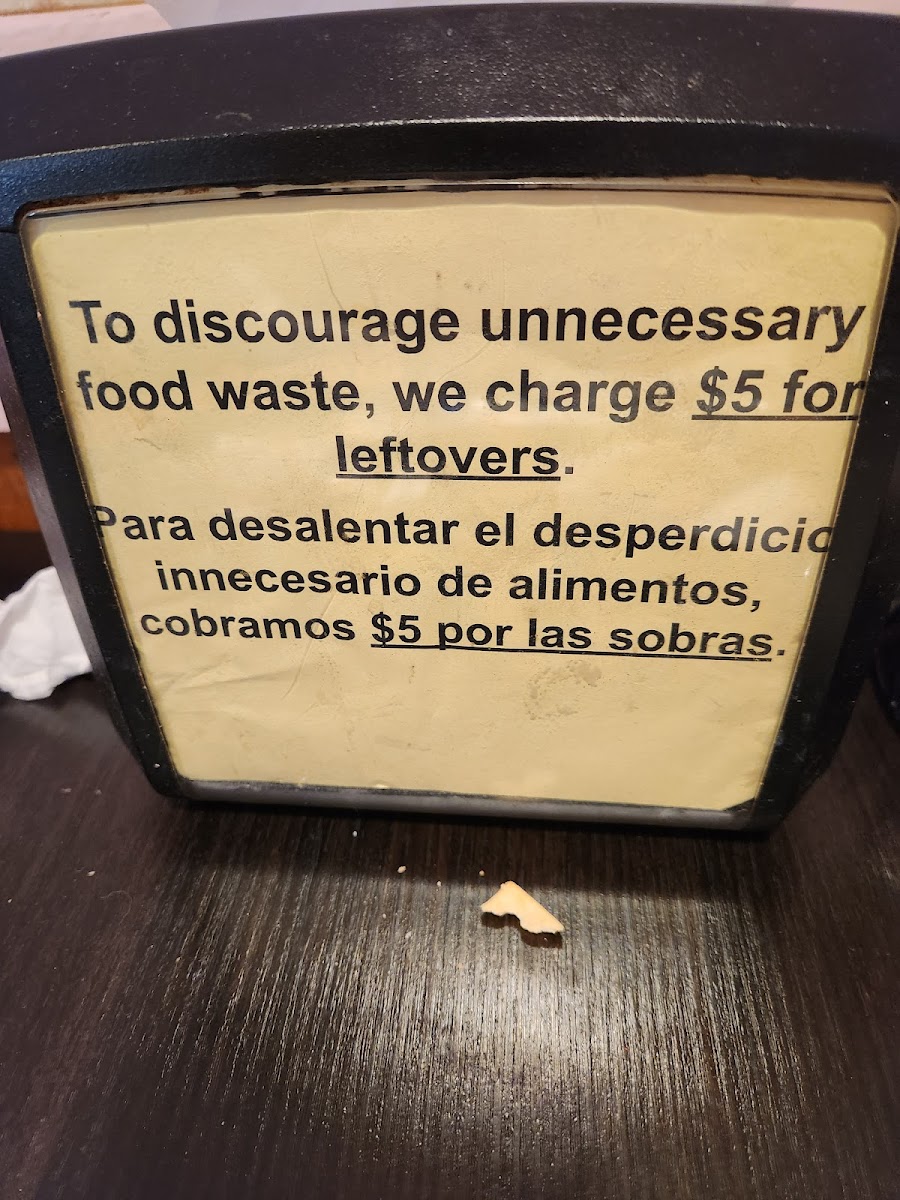 To discourage unnecessary
food waste, we charge $5 for
leftovers.
Para desalentar el desperdicio
innecesario de alimentos,
cobramos $5 por las sobras.